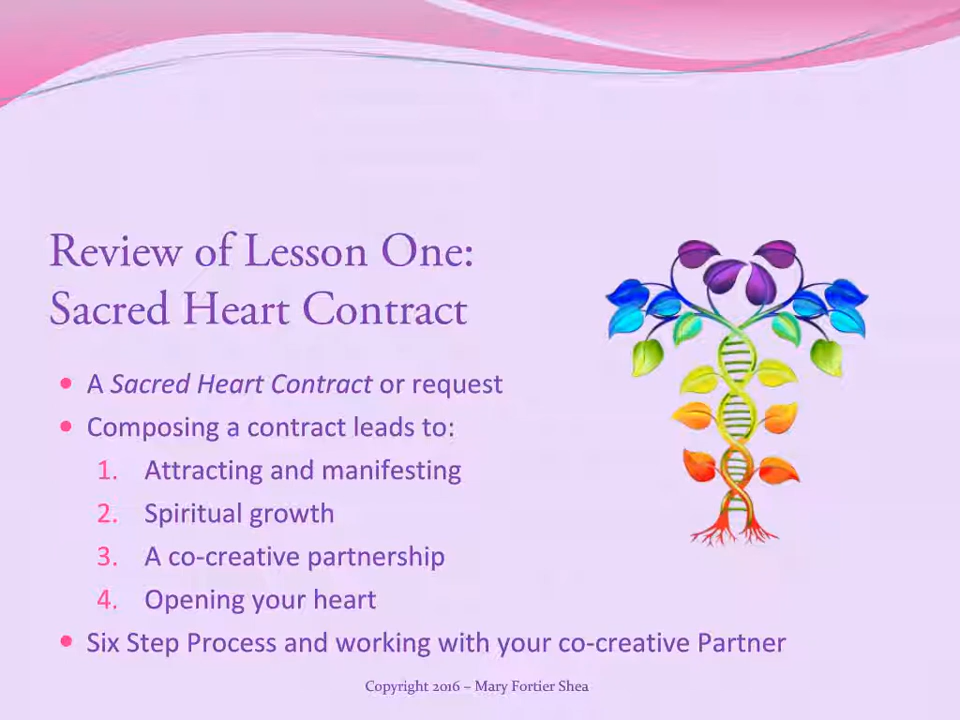 Review of Lesson One:
Sacred Heart Contract
• A Sacred Heart Contract or request
• Composing a contract leads to:
1. Attracting and manifesting
2. Spiritual growth
3. A co-creative partnership
4. Opening your heart
• Six Step Process and working with your co-creative Partner
Copyright 2016 – Mary Fortier Shea